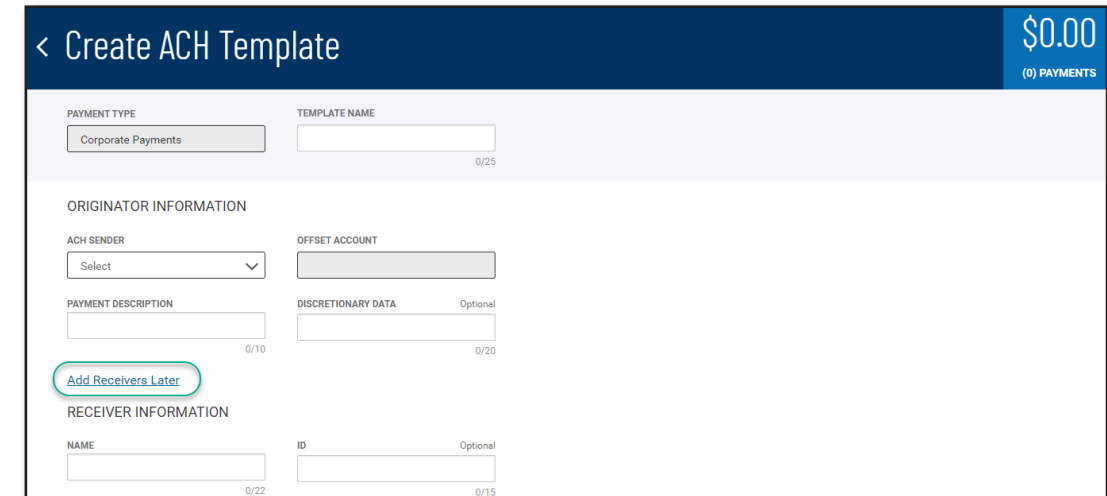 < Create ACH Template
$0.00
(0) PAYMENTS
PAYMENT TYPE
TEMPLATE NAME
Corporate Payments
0/25
ORIGINATOR INFORMATION
ACH SENDER
OFFSET ACCOUNT
Select
PAYMENT DESCRIPTION
DISCRETIONARY DATA Optional
0/10
0/20
Add Receivers Later
RECEIVER INFORMATION
NAME
ID Optional
0/22
0/15